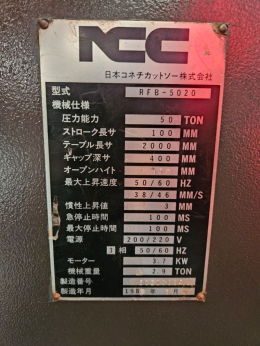 NCC
日本コネチカットソー株式会社
型式 RFB-5020
機械仕様
圧力能力 50 TON
ストローク長サ 100 MM
テーブル長サ 2000 MM
ギャップ深サ 400 MM
オープンハイト MM
最大上昇速度 50/60 HZ
38/46 MM/S
慣性上昇値 3 MM
急停止時間 100 MS
最大停止時間 100 MS
電源 200/220 V
1相 50/60 HZ
モーター 3.7 KW
機械重量 2.9 TON
製造番号
製造年月 198 年 月